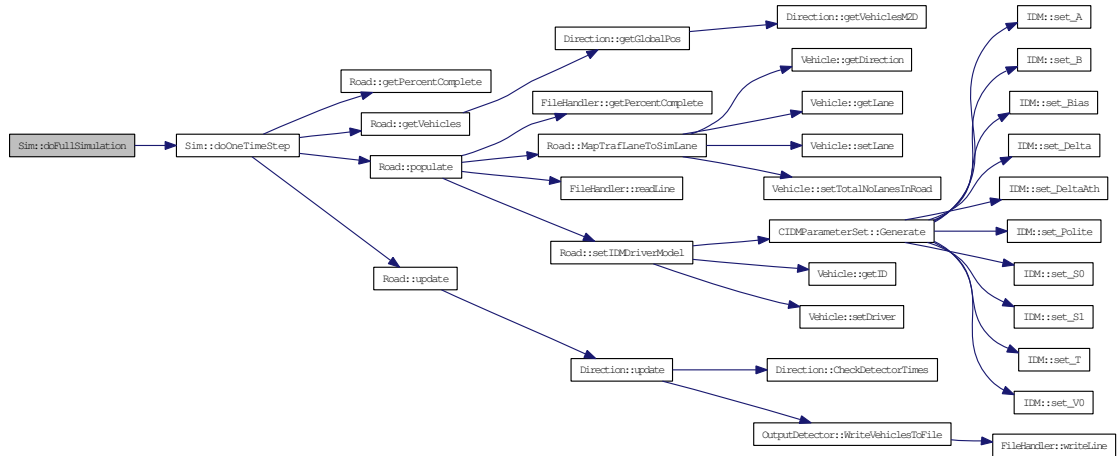 Sim::doFullSimulation
Sim::doOneTimeStep
Road::getPercentComplete
Road::getVehicles
Road::populate
Road::update
Direction::getGlobalPos
FileHandler::getPercentComplete
Road::MapTrafLaneToSimLane
FileHandler::readLine
Road::setIDMDriverModel
Direction::update
Direction::getVehiclesM2D
Vehicle::getDirection
Vehicle::getLane
Vehicle::setLane
Vehicle::setTotalNoLanesInRoad
CIDMParameterSet::Generate
Vehicle::getID
Vehicle::setDriver
Direction::CheckDetectorTimes
OutputDetector::WriteVehiclesToFile
IDM::set_A
IDM::set_B
IDM::set_Bias
IDM::set_Delta
IDM::set_DeltaAth
IDM::set_Polite
IDM::set_S0
IDM::set_S1
IDM::set_T
IDM::set_V0
FileHandler::writeLine